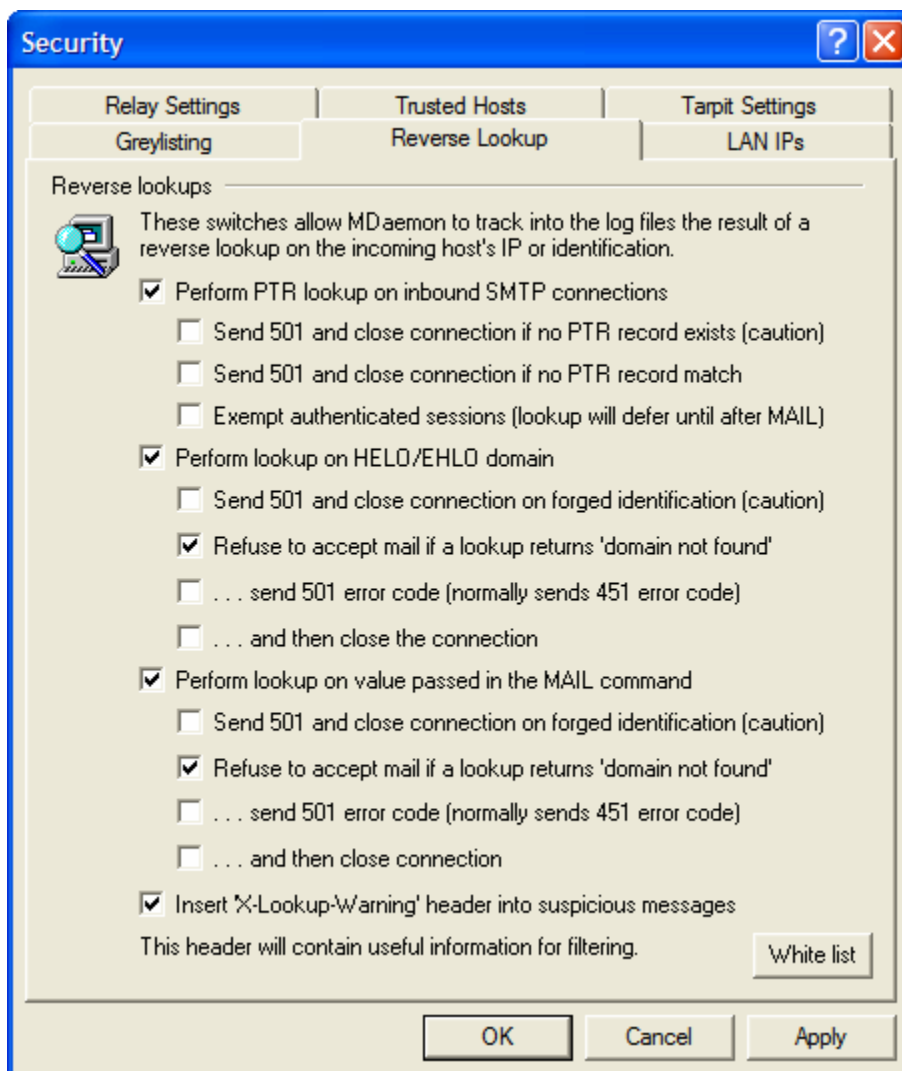 Security
Relay Settings
Trusted Hosts
Tarpit Settings
Greylisting
Reverse Lookup
LAN IPs
Reverse lookups
These switches allow MDaemon to track into the log files the result of a
reverse lookup on the incoming host's IP or identification.
Perform PTR lookup on inbound SMTP connections
Send 501 and close connection if no PTR record exists (caution)
Send 501 and close connection if no PTR record match
Exempt authenticated sessions (lookup will defer until after MAIL)
Perform lookup on HELO/EHLO domain
Send 501 and close connection on forged identification (caution)
Refuse to accept mail if a lookup returns 'domain not found'
. . . send 501 error code (normally sends 451 error code)
. . . and then close the connection
Perform lookup on value passed in the MAIL command
Send 501 and close connection on forged identification (caution)
Refuse to accept mail if a lookup returns 'domain not found'
. . . send 501 error code (normally sends 451 error code)
. . . and then close connection
Insert 'X-Lookup-Warning' header into suspicious messages
This header will contain useful information for filtering.
White list
OK
Cancel
Apply